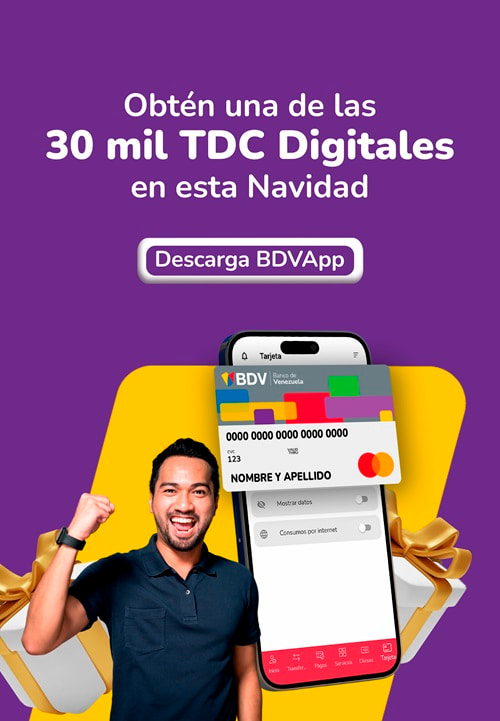 Obtén una de las
30 mil TDC Digitales
en esta Navidad
Descarga BDVApp
Tarjeta
BDV Banco de
Venezuela
0000 0000 0000 0000 0000
CVC
123
NOMBRE Y APELLIDO
Mostrar datos
Consumos por internet
Inicio Transfer... Pagos Servicios Divisas Tarjeta